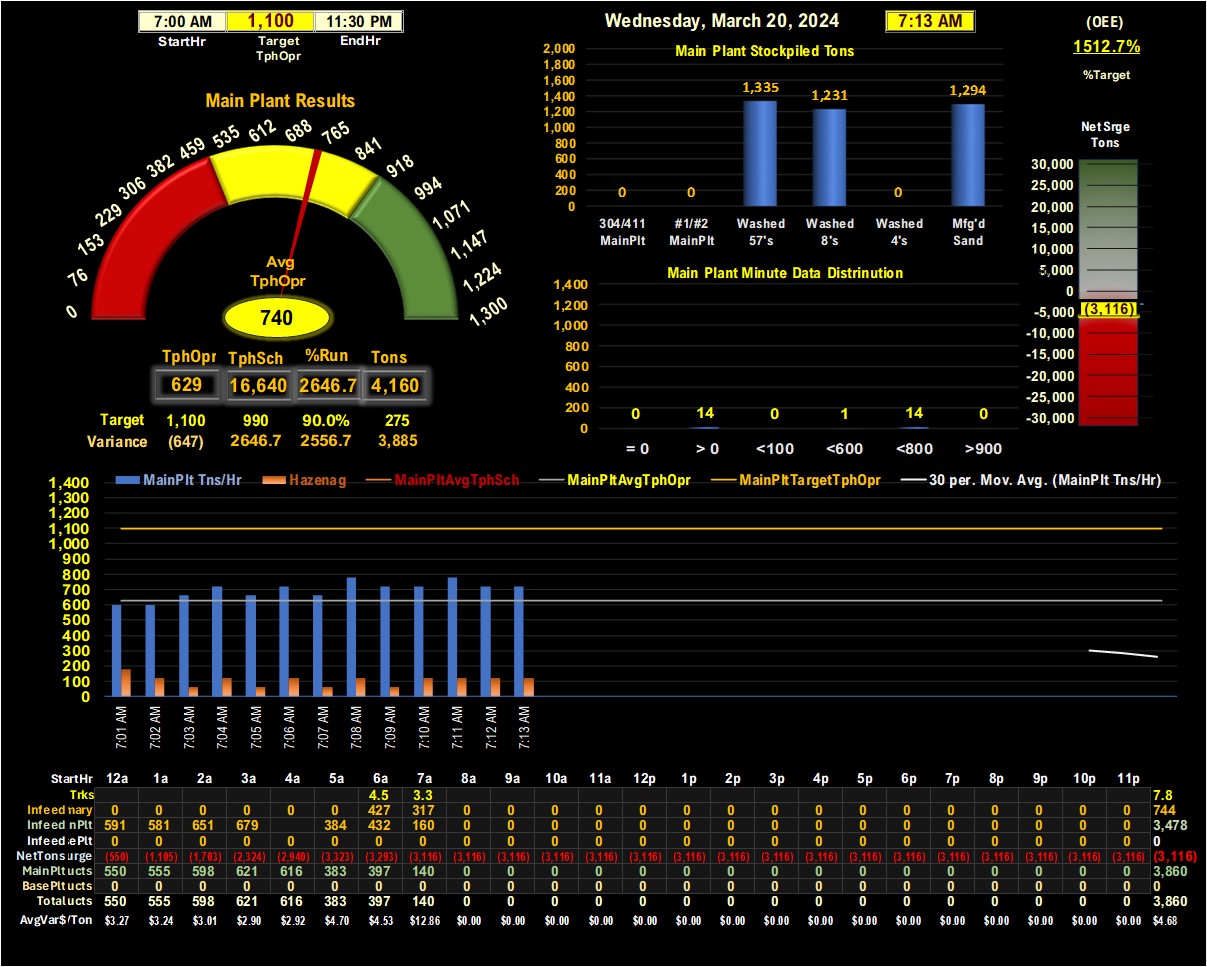 7:00 AM 1,100 11:30 PM
StartHr Target TphOpr EndHr
Wednesday, March 20, 2024 7:13 AM
(OEE)
1512.7%
%Target
Main Plant Results
0 76 153 229 306 382 459 535 612 688 765 841 918 994 1,071 1,147 1,224 1,300
Avg
TphOpr
740
TphOpr TphSch %Run Tons
629 16,640 2646.7 4,160
Target 1,100 990 90.0% 275
Variance (647) 2646.7 2556.7 3,885
Main Plant Stockpiled Tons
2,000
1,800
1,600
1,400
1,200
1,000
800
600
400
200
0
0 0 1,335 1,231 0 1,294
304/411 #1/#2 Washed Washed Washed Mfg'd
MainPlt MainPlt 57's 8's 4's Sand
Main Plant Minute Data Distrinution
1,400
1,200
1,000
800
600
400
200
0
0 14 0 1 14 0
= 0 > 0 <100 <600 <800 >900
Net Srge
Tons
30,000
25,000
20,000
15,000
10,000
5,000
0
-5,000
-10,000
-15,000
-20,000
-25,000
-30,000
(3,116)
MainPlt Tns/Hr Hazenag MainPltAvgTphSch MainPltAvgTphOpr MainPltTargetTphOpr 30 per. Mov. Avg. (MainPlt Tns/Hr)
1,400
1,300
1,200
1,100
1,000
900
800
700
600
500
400
300
200
100
0
7:01 AM 7:02 AM 7:03 AM 7:04 AM 7:05 AM 7:06 AM 7:07 AM 7:08 AM 7:09 AM 7:10 AM 7:11 AM 7:12 AM 7:13 AM
StartHr 12a 1a 2a 3a 4a 5a 6a 7a 8a 9a 10a 11a 12p 1p 2p 3p 4p 5p 6p 7p 8p 9p 10p 11p
Trks 4.5 3.3 7.8
Infeed nary 0 0 0 0 0 0 427 317 0 0 0 0 0 0 0 0 0 0 0 0 0 0 0 0 744
Infeed nPlt 591 581 651 679 384 432 160 0 0 0 0 0 0 0 0 0 0 0 0 0 0 0 0 3,478
Infeed ePlt 0 0 0 0 0 0 0 0 0 0 0 0 0 0 0 0 0 0 0 0 0 0 0 0 0
NetTons urge (550) (1,105) (1,703) (2,324) (2,940) (3,323) (3,293) (3,116) (3,116) (3,116) (3,116) (3,116) (3,116) (3,116) (3,116) (3,116) (3,116) (3,116) (3,116) (3,116) (3,116) (3,116) (3,116) (3,116) (3,116)
MainPlt ucts 550 555 598 621 616 383 397 140 0 0 0 0 0 0 0 0 0 0 0 0 0 0 0 0 3,860
BasePlt ucts 0 0 0 0 0 0 0 0 0 0 0 0 0 0 0 0 0 0 0 0 0 0 0 0 0
Total ucts 550 555 598 621 616 383 397 140 0 0 0 0 0 0 0 0 0 0 0 0 0 0 0 0 3,860
AvgVar$/Ton $3.27 $3.24 $3.01 $2.90 $2.92 $4.70 $4.53 $12.86 $0.00 $0.00 $0.00 $0.00 $0.00 $0.00 $0.00 $0.00 $0.00 $0.00 $0.00 $0.00 $0.00 $0.00 $0.00 $0.00 $4.68